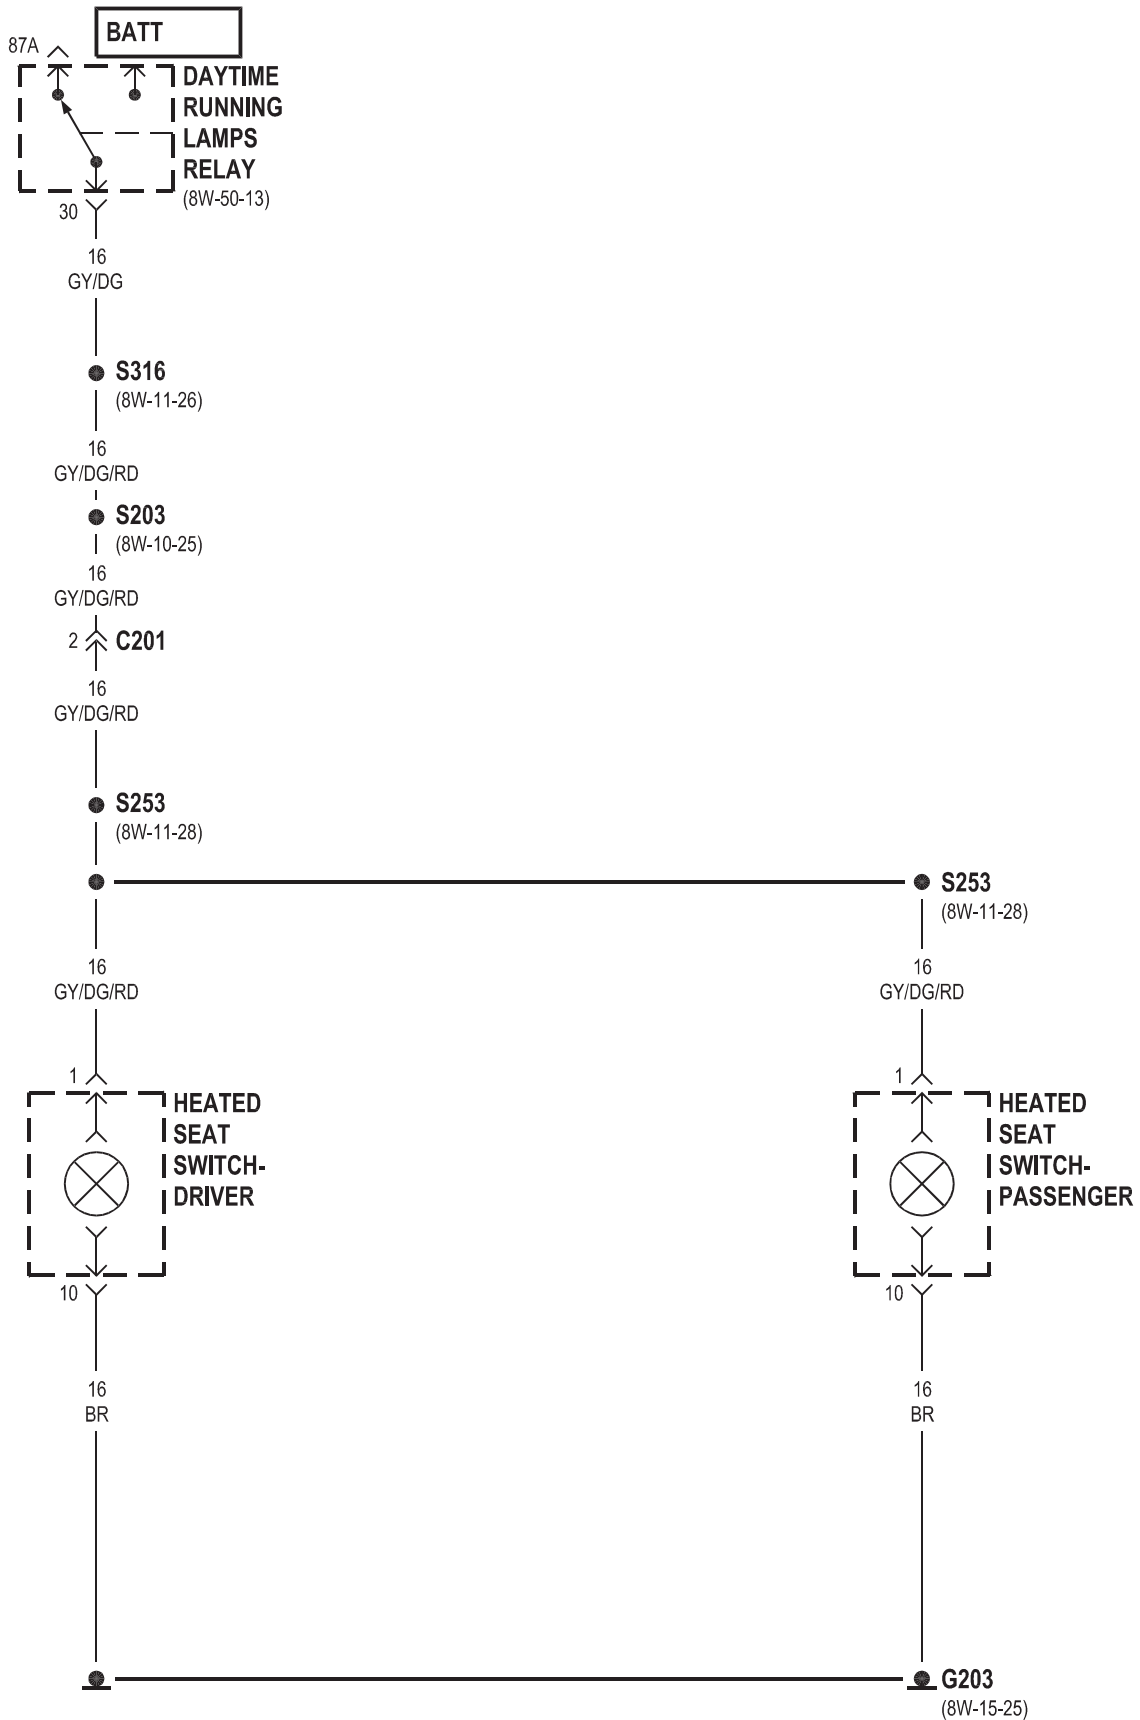 BATT
87A
DAYTIME
RUNNING
LAMPS
RELAY
(8W-50-13)
30
16
GY/DG
S316
(8W-11-26)
16
GY/DG/RD
S203
(8W-10-25)
16
GY/DG/RD
2
C201
16
GY/DG/RD
S253
(8W-11-28)
S253
(8W-11-28)
16
GY/DG/RD
16
GY/DG/RD
1
HEATED
SEAT
SWITCH-
DRIVER
10
1
HEATED
SEAT
SWITCH-
PASSENGER
10
16
BR
16
BR
G203
(8W-15-25)